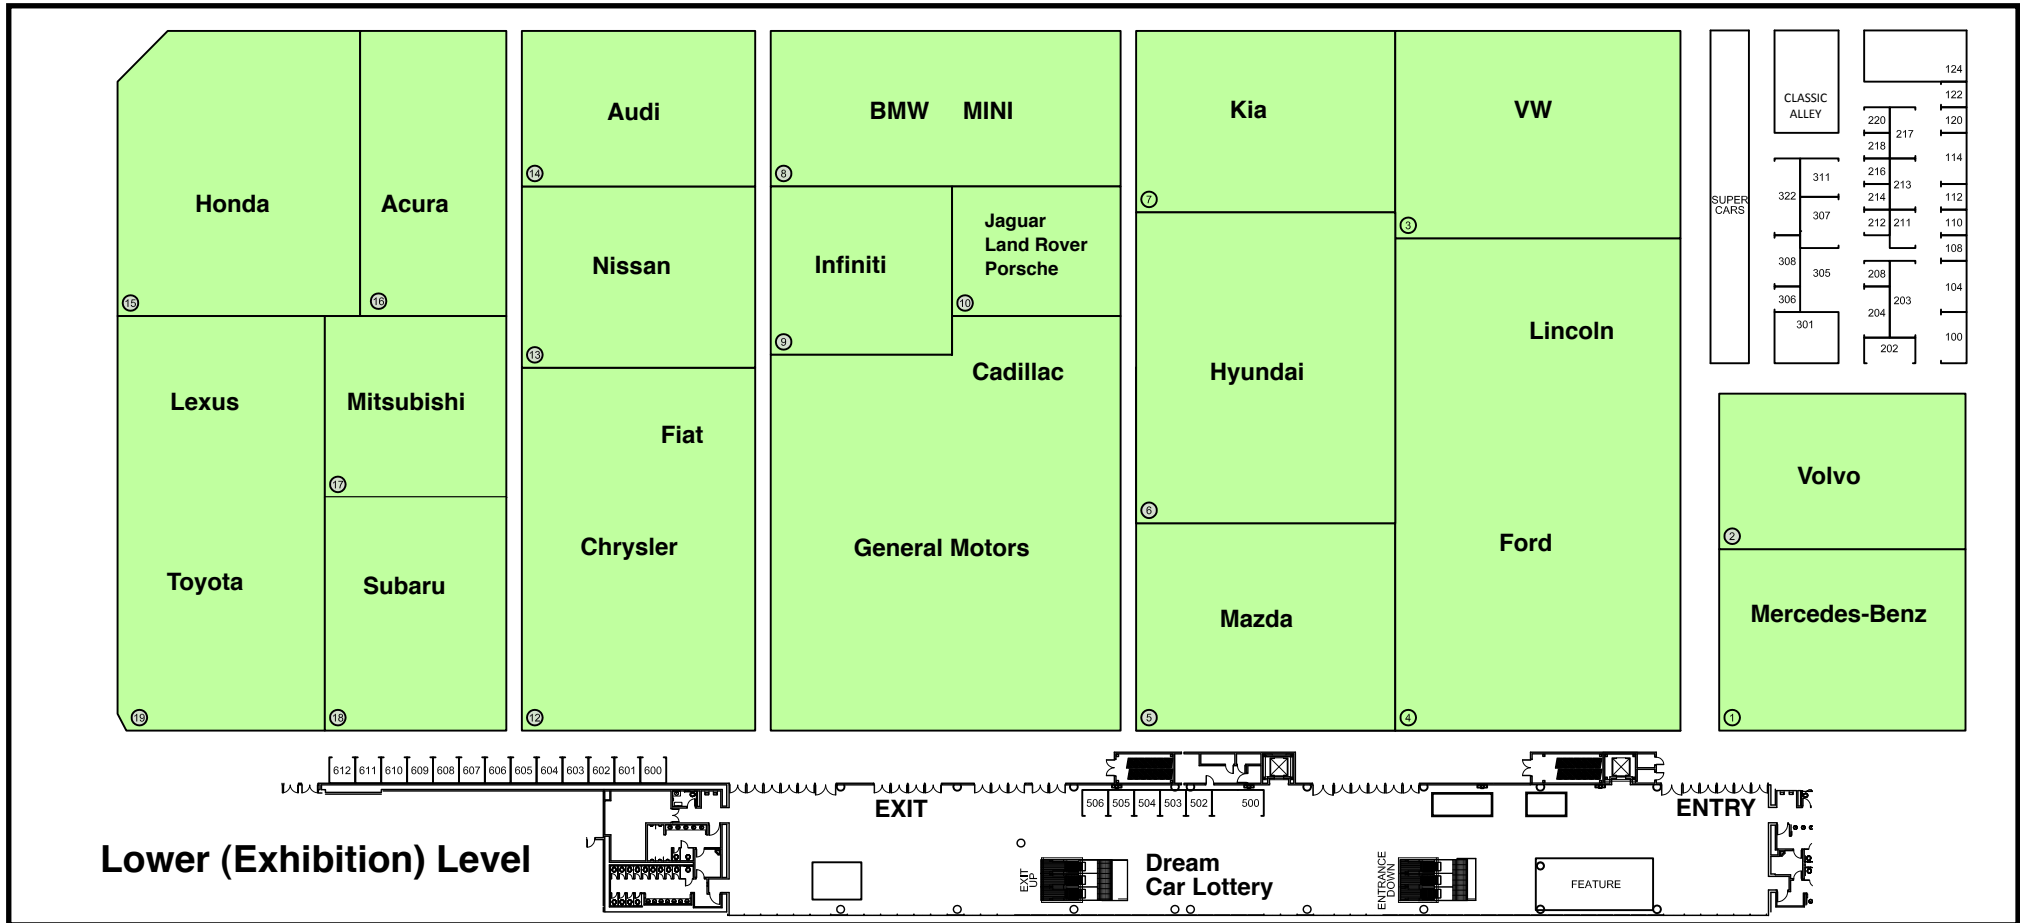 Honda
Acura
Audi
BMW MINI
Kia
VW
SUPER
CARS
CLASSIC
ALLEY
124
122
120
114
112
110
108
104
100
220
218
216
214
212
217
213
211
208
204
203
202
311
322
307
308
305
306
301
15
16
14
8
7
3
Nissan
Infiniti
Jaguar
Land Rover
Porsche
13
9
10
Hyundai
Lincoln
Cadillac
Lexus
Mitsubishi
Fiat
17
6
Volvo
2
Toyota
Subaru
Chrysler
General Motors
Mazda
Ford
Mercedes-Benz
19
18
12
5
4
1
612 611 610 609 608 607 606 605 604 603 602 601 600
EXIT
506 505 504 503 502 500
ENTRY
Lower (Exhibition) Level
EXIT
UP
Dream
Car Lottery
ENTRANCE
DOWN
FEATURE